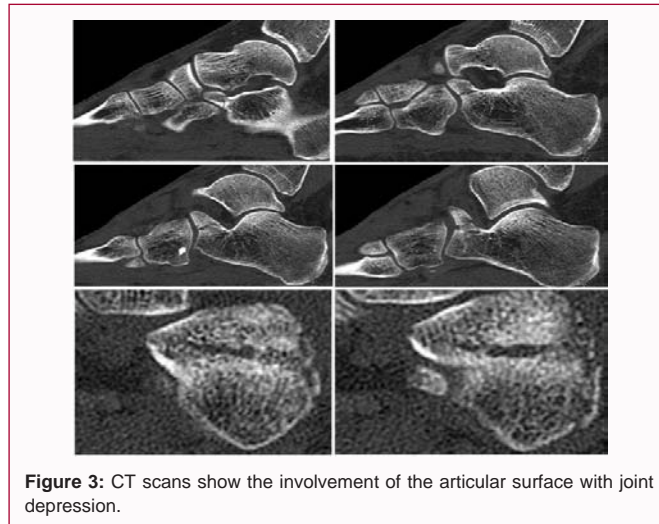 Figure 3: CT scans show the involvement of the articular surface with joint
depression.